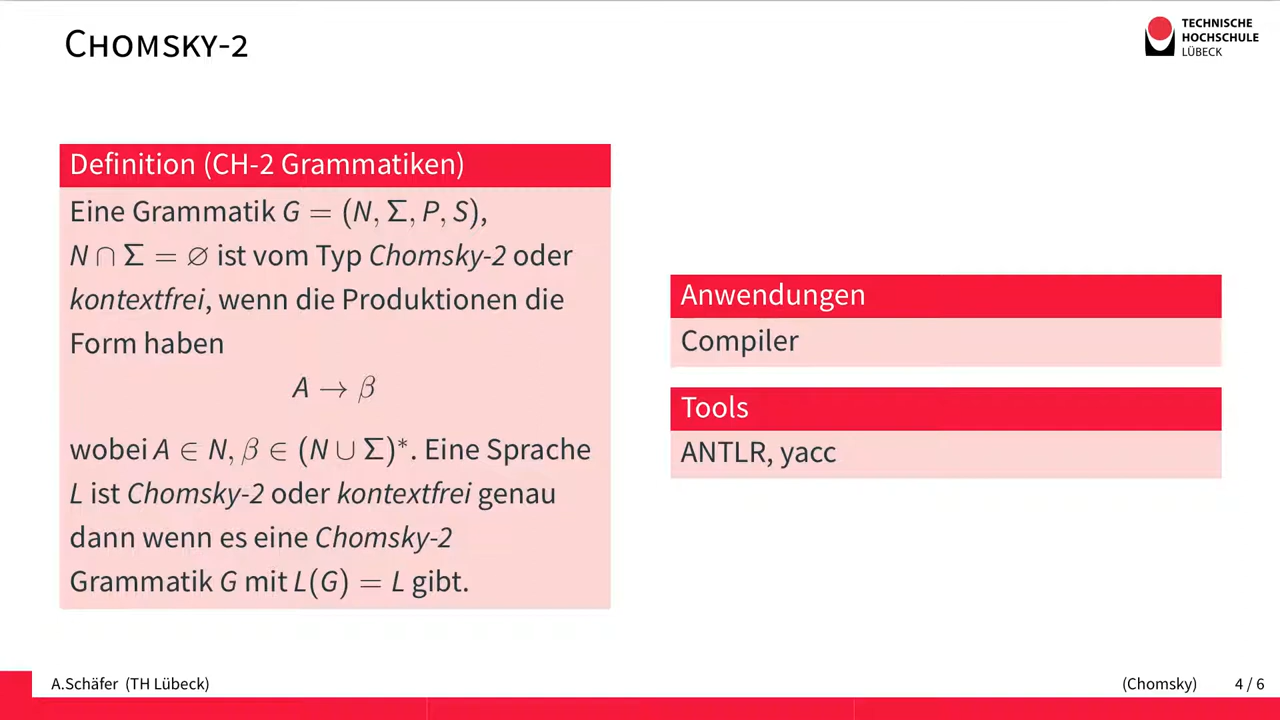 CHOMSKY-2
TECHNISCHE
HOCHSCHULE
LÜBECK
Definition (CH-2 Grammatiken)
Eine Grammatik G = (N, Σ, P, S),
N ∩ Σ = ∅ ist vom Typ Chomsky-2 oder
kontextfrei, wenn die Produktionen die
Form haben
A → β
wobei A ∈ N, β ∈ (N ∪ Σ)*. Eine Sprache
L ist Chomsky-2 oder kontextfrei genau
dann wenn es eine Chomsky-2
Grammatik G mit L(G) = L gibt.
Anwendungen
Compiler
Tools
ANTLR, yacc
A.Schäfer (TH Lübeck)
(Chomsky)
4 / 6